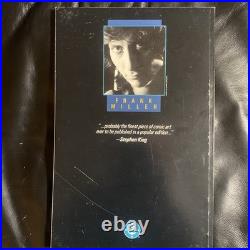 FRANK
MILLER
"...probably the finest piece of comic art
ever to be published in a popular edition..."
—Stephen King